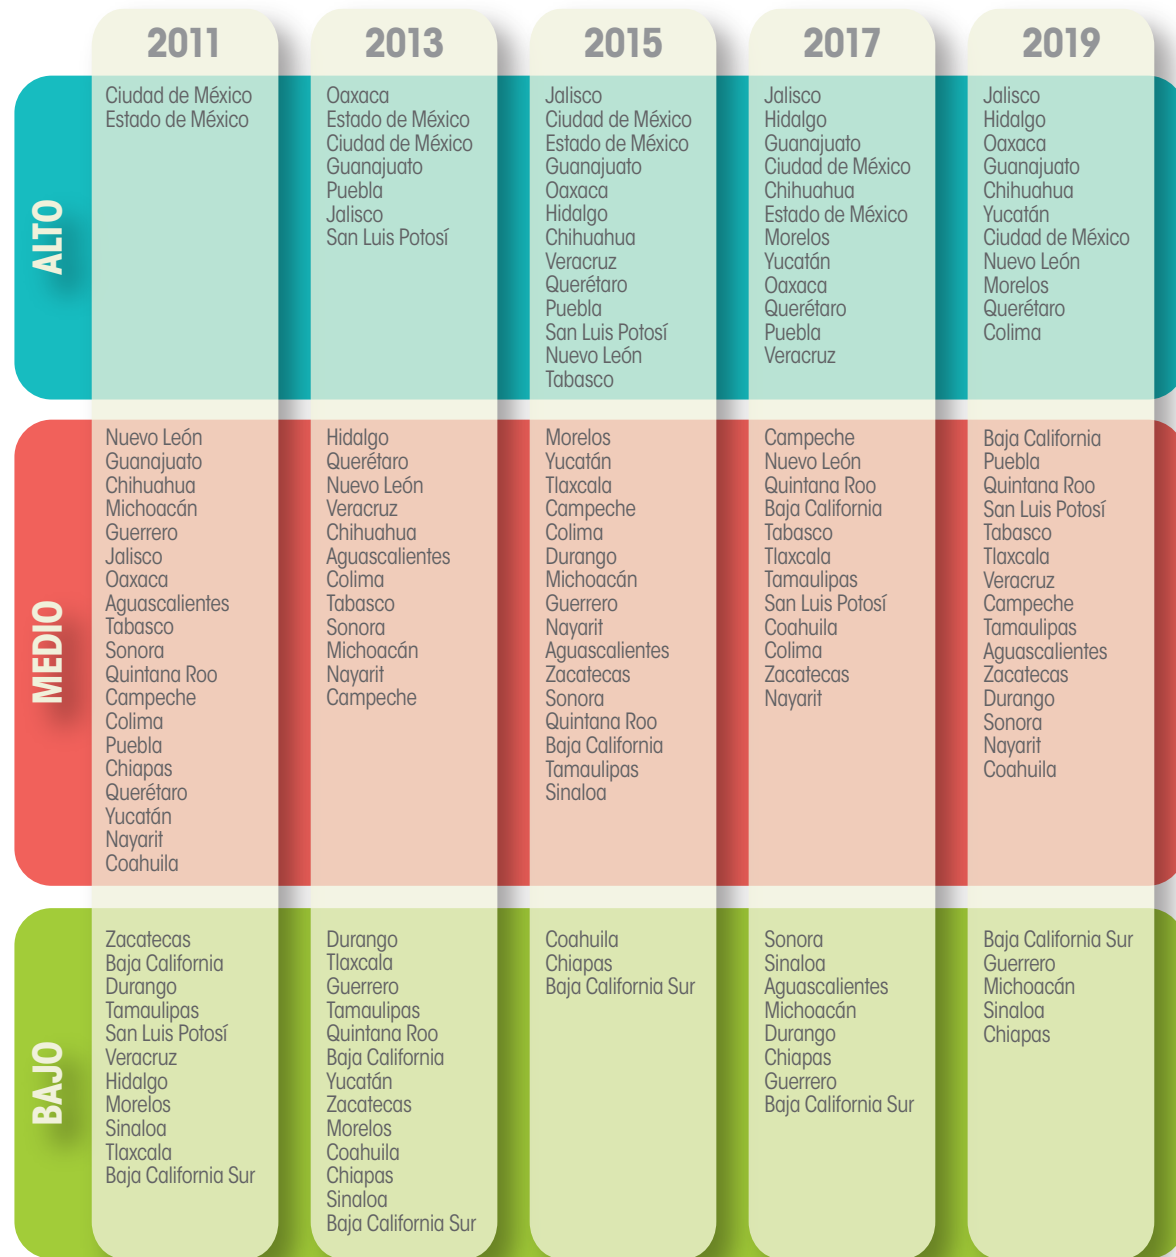 2011
2013
2015
2017
2019
ALTO
Ciudad de México
Estado de México
Oaxaca
Estado de México
Ciudad de México
Guanajuato
Puebla
Jalisco
San Luis Potosí
Jalisco
Ciudad de México
Estado de México
Guanajuato
Oaxaca
Hidalgo
Chihuahua
Veracruz
Querétaro
Puebla
San Luis Potosí
Nuevo León
Tabasco
Jalisco
Hidalgo
Guanajuato
Ciudad de México
Chihuahua
Estado de México
Morelos
Yucatán
Oaxaca
Querétaro
Puebla
Veracruz
Jalisco
Hidalgo
Oaxaca
Guanajuato
Chihuahua
Yucatán
Ciudad de México
Nuevo León
Morelos
Querétaro
Colima
MEDIO
Nuevo León
Guanajuato
Chihuahua
Michoacán
Guerrero
Jalisco
Oaxaca
Aguascalientes
Tabasco
Sonora
Quintana Roo
Campeche
Colima
Puebla
Chiapas
Querétaro
Yucatán
Nayarit
Coahuila
Hidalgo
Querétaro
Nuevo León
Veracruz
Chihuahua
Aguascalientes
Colima
Tabasco
Sonora
Michoacán
Nayarit
Campeche
Morelos
Yucatán
Tlaxcala
Campeche
Colima
Durango
Michoacán
Guerrero
Nayarit
Aguascalientes
Zacatecas
Sonora
Quintana Roo
Baja California
Tamaulipas
Sinaloa
Campeche
Nuevo León
Quintana Roo
Baja California
Tabasco
Tlaxcala
Tamaulipas
San Luis Potosí
Coahuila
Colima
Zacatecas
Nayarit
Baja California
Puebla
Quintana Roo
San Luis Potosí
Tabasco
Tlaxcala
Veracruz
Campeche
Tamaulipas
Aguascalientes
Zacatecas
Durango
Sonora
Nayarit
Coahuila
BAJO
Zacatecas
Baja California
Durango
Tamaulipas
San Luis Potosí
Veracruz
Hidalgo
Morelos
Sinaloa
Tlaxcala
Baja California Sur
Durango
Tlaxcala
Guerrero
Tamaulipas
Quintana Roo
Baja California
Yucatán
Zacatecas
Morelos
Coahuila
Chiapas
Sinaloa
Baja California Sur
Coahuila
Chiapas
Baja California Sur
Sonora
Sinaloa
Aguascalientes
Michoacán
Durango
Chiapas
Guerrero
Baja California Sur
Baja California Sur
Guerrero
Michoacán
Sinaloa
Chiapas